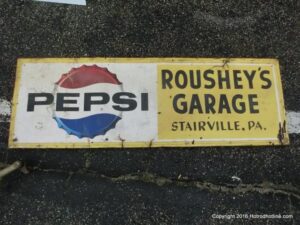 PEPSI
ROUSHEY'S
GARAGE
STAIRVILLE, PA.
Copyright 2016 Hotrodhotline.com